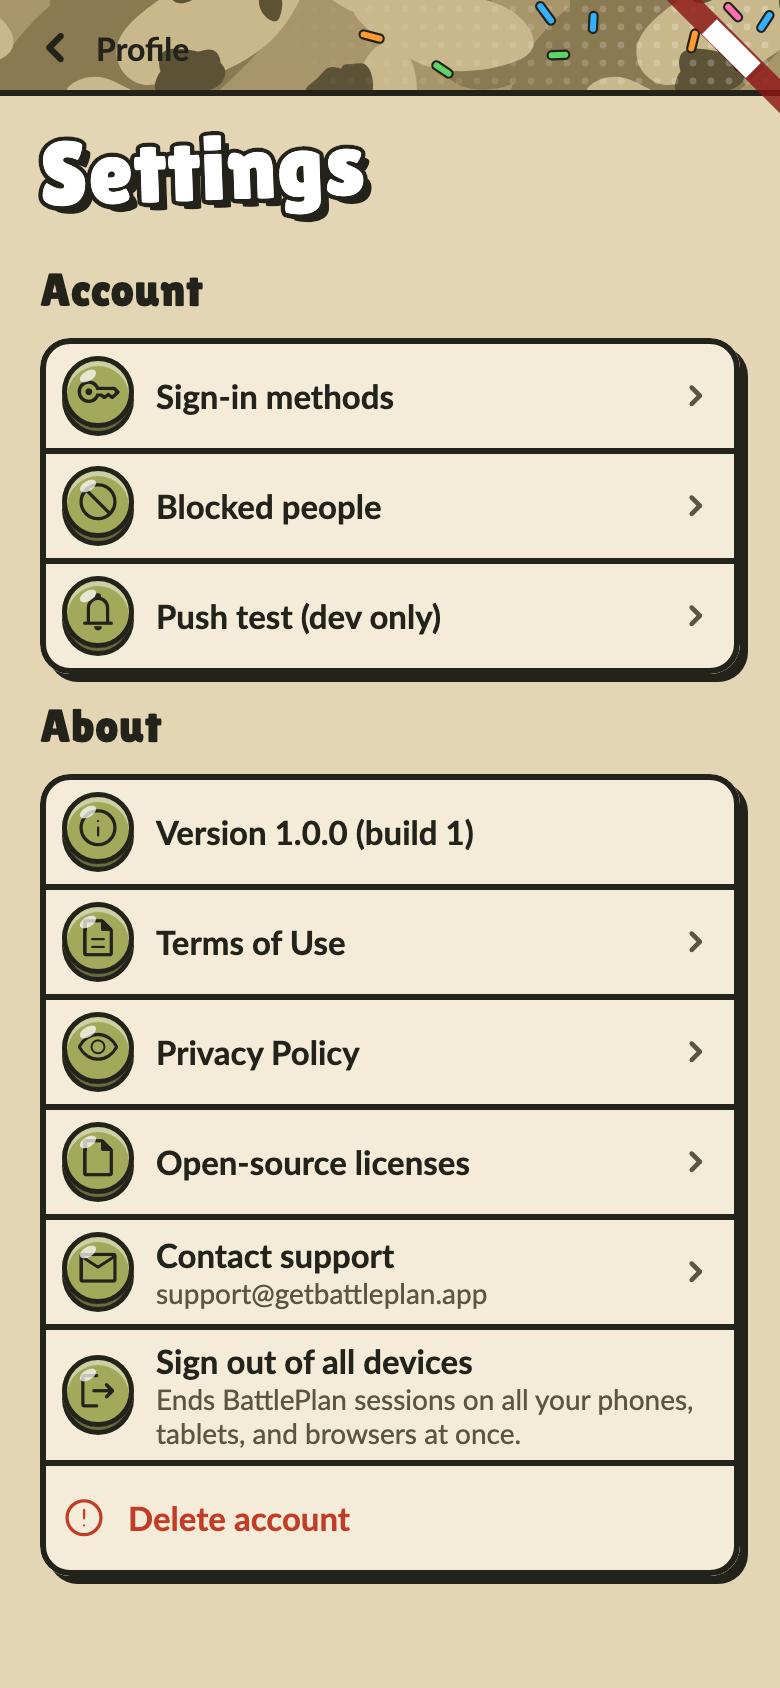 Profile
Settings
Account
Sign-in methods
Blocked people
Push test (dev only)
About
Version 1.0.0 (build 1)
Terms of Use
Privacy Policy
Open-source licenses
Contact support
support@getbattleplan.app
Sign out of all devices
Ends BattlePlan sessions on all your phones,
tablets, and browsers at once.
Delete account